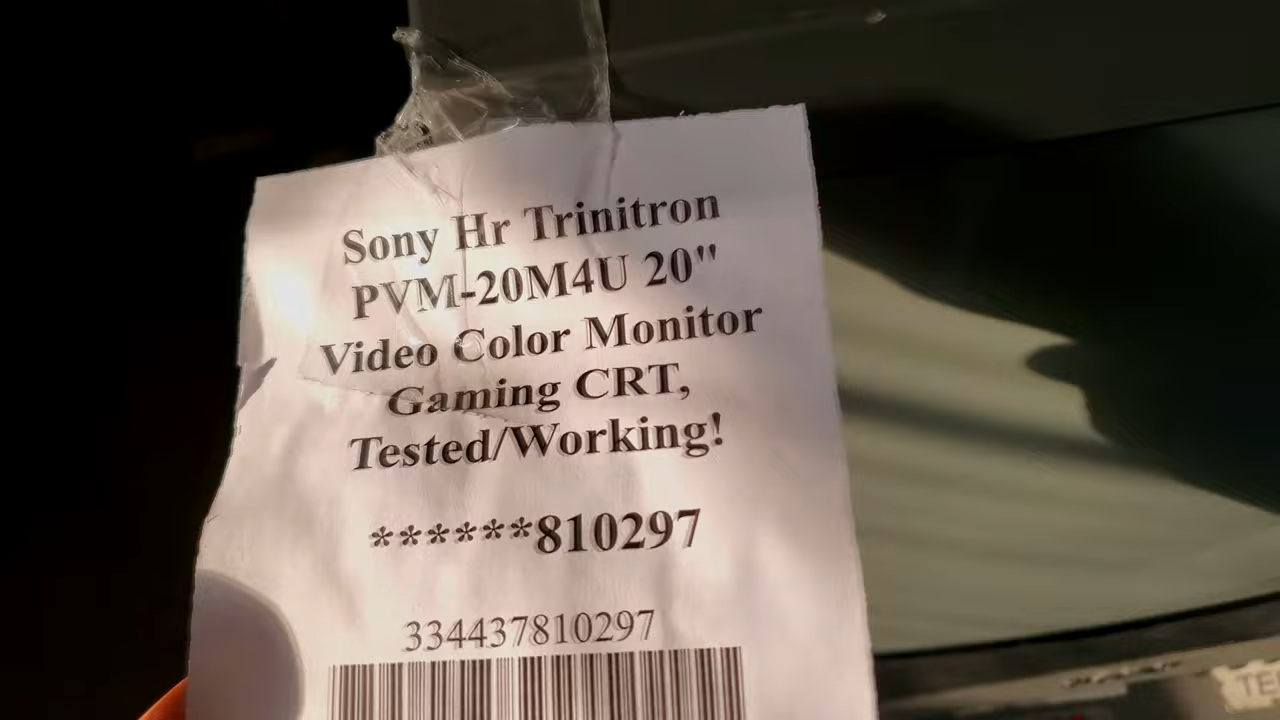 Sony Hr Trinitron
PVM-20M4U 20"
Video Color Monitor
Gaming CRT,
Tested/Working!
******810297
334437810297